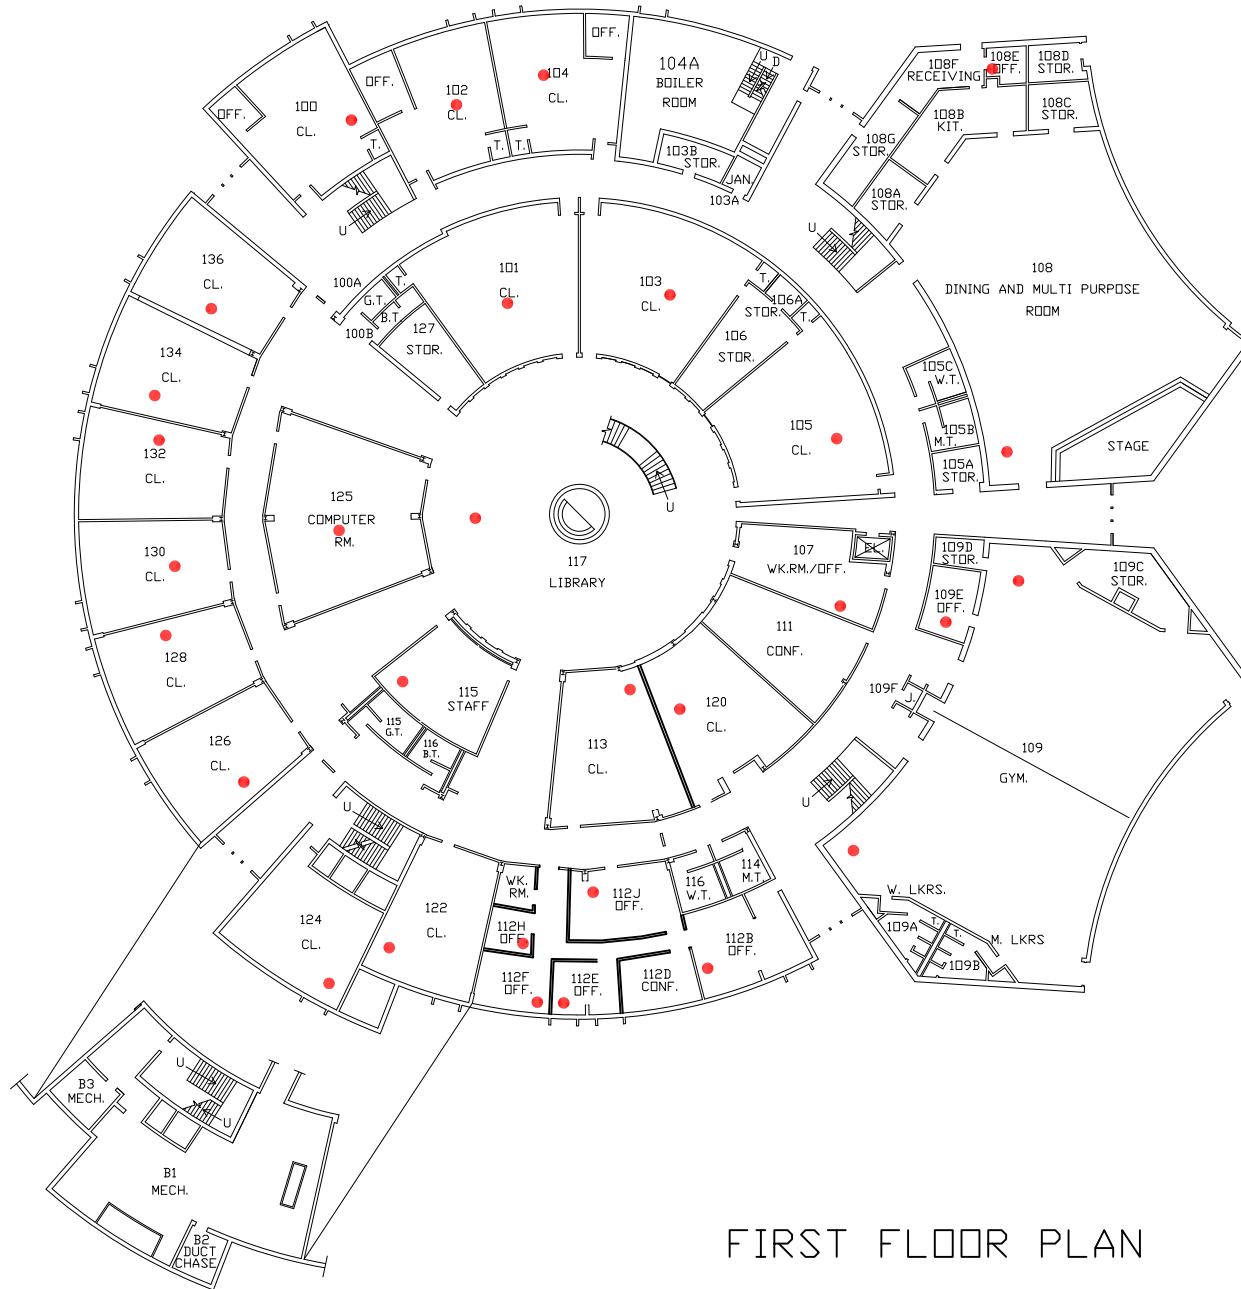 OFF.
104A
BOILER
ROOM
U
D
OFF.
100
CL.
OFF.
102
CL.
104
CL.
T.
T.
T.
103B
STOR.
JAN.
103A
U
108F
RECEIVING
108E
OFF.
108D
STOR.
108C
STOR.
108B
KIT.
108G
STOR.
108A
STOR.
U
108
DINING AND MULTI PURPOSE
ROOM
136
CL.
100A
G.T.
T.
B.T.
100B
127
STOR.
101
CL.
103
CL.
T.
106A
STOR.
T.
106
STOR.
134
CL.
105C
W.T.
105B
M.T.
105A
STOR.
STAGE
132
CL.
105
CL.
125
COMPUTER
RM.
U
117
LIBRARY
130
CL.
107
WK.RM./OFF.
EL.
109D
STOR.
109E
OFF.
109C
STOR.
111
CONF.
128
CL.
115
STAFF
115
G.T.
116
B.T.
120
CL.
109F
J.
109
GYM.
126
CL.
113
CL.
U
U
124
CL.
122
CL.
WK.
RM.
112H
OFF.
112J
OFF.
116
W.T.
114
M.T.
112B
OFF.
112F
OFF.
112E
OFF.
112D
CONF.
W. LKRS.
109A
T.
T.
M. LKRS
109B
B3
MECH.
U
U
B1
MECH.
B2
DUCT
CHASE
FIRST FLOOR PLAN